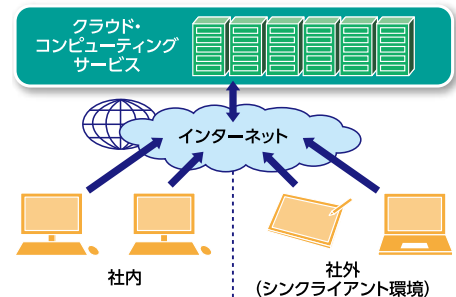 クラウド・
コンピューティング
サービス
インターネット
社内
社外
（シンクライアント環境）